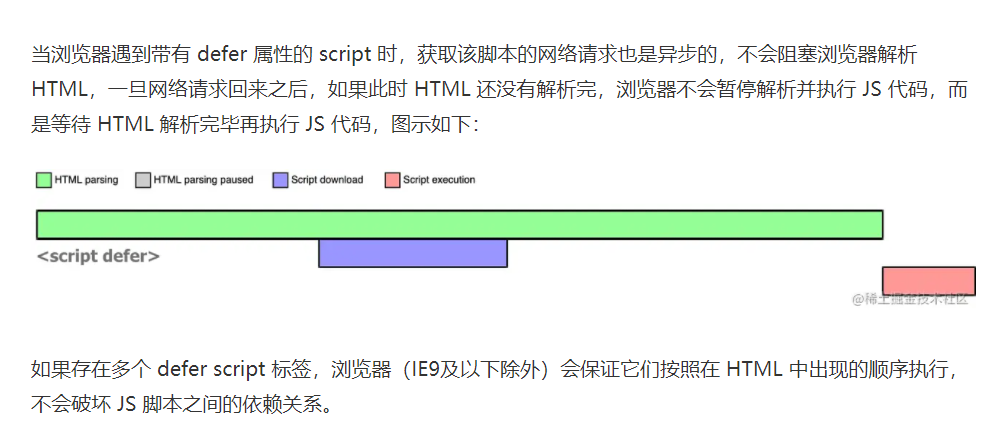 当浏览器遇到带有 defer 属性的 script 时，获取该脚本的网络请求也是异步的，不会阻塞浏览器解析
HTML，一旦网络请求回来之后，如果此时 HTML 还没有解析完，浏览器不会暂停解析并执行 JS 代码，而
是等待 HTML 解析完毕再执行 JS 代码，图示如下：
HTML parsing HTML parsing paused Script download Script execution
<script defer>
@稀土掘金技术社区
如果存在多个 defer script 标签，浏览器（IE9及以下除外）会保证它们按照在 HTML 中出现的顺序执行，
不会破坏 JS 脚本之间的依赖关系。